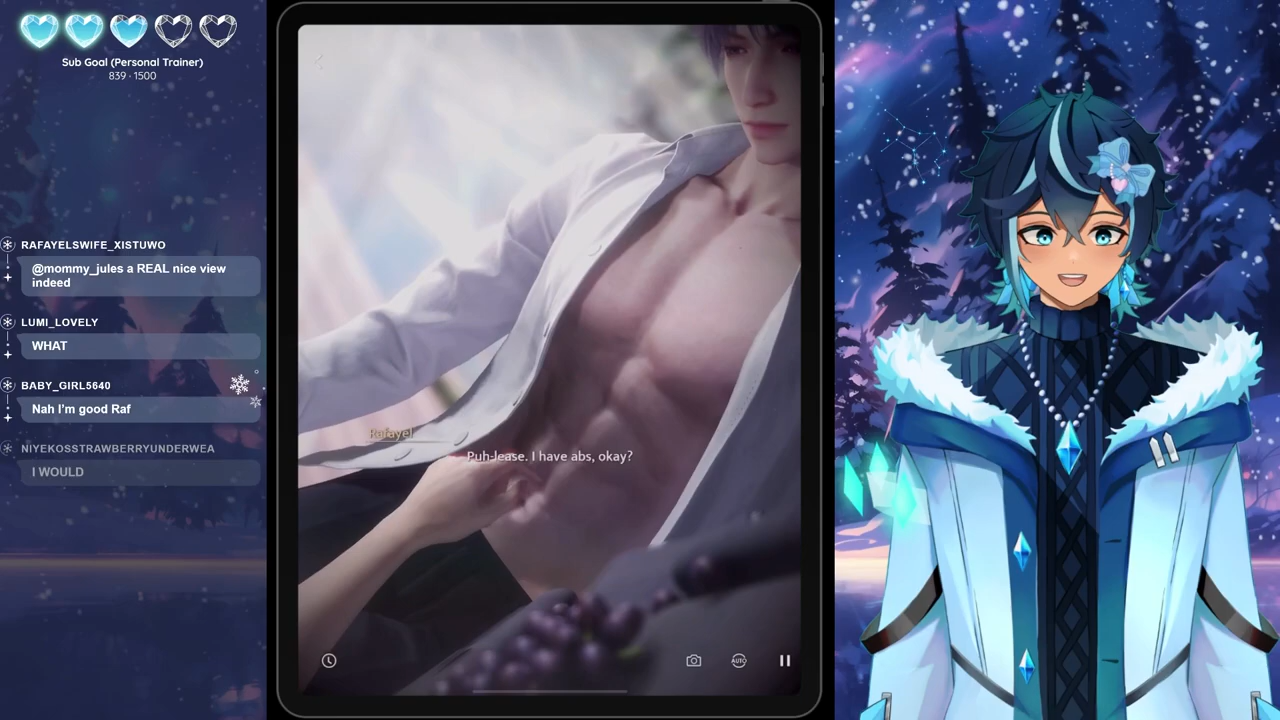 Sub Goal (Personal Trainer)
839 · 1500
RAFAYELSWIFE_XISTUWO
@mommy_jules a REAL nice view
indeed
LUMI_LOVELY
WHAT
BABY_GIRL5640
Nah I'm good Raf
NIYEKOSSTRAWBERRYUNDERWEA
I WOULD
Rafayel
Puh-lease. I have abs, okay?
AUTO